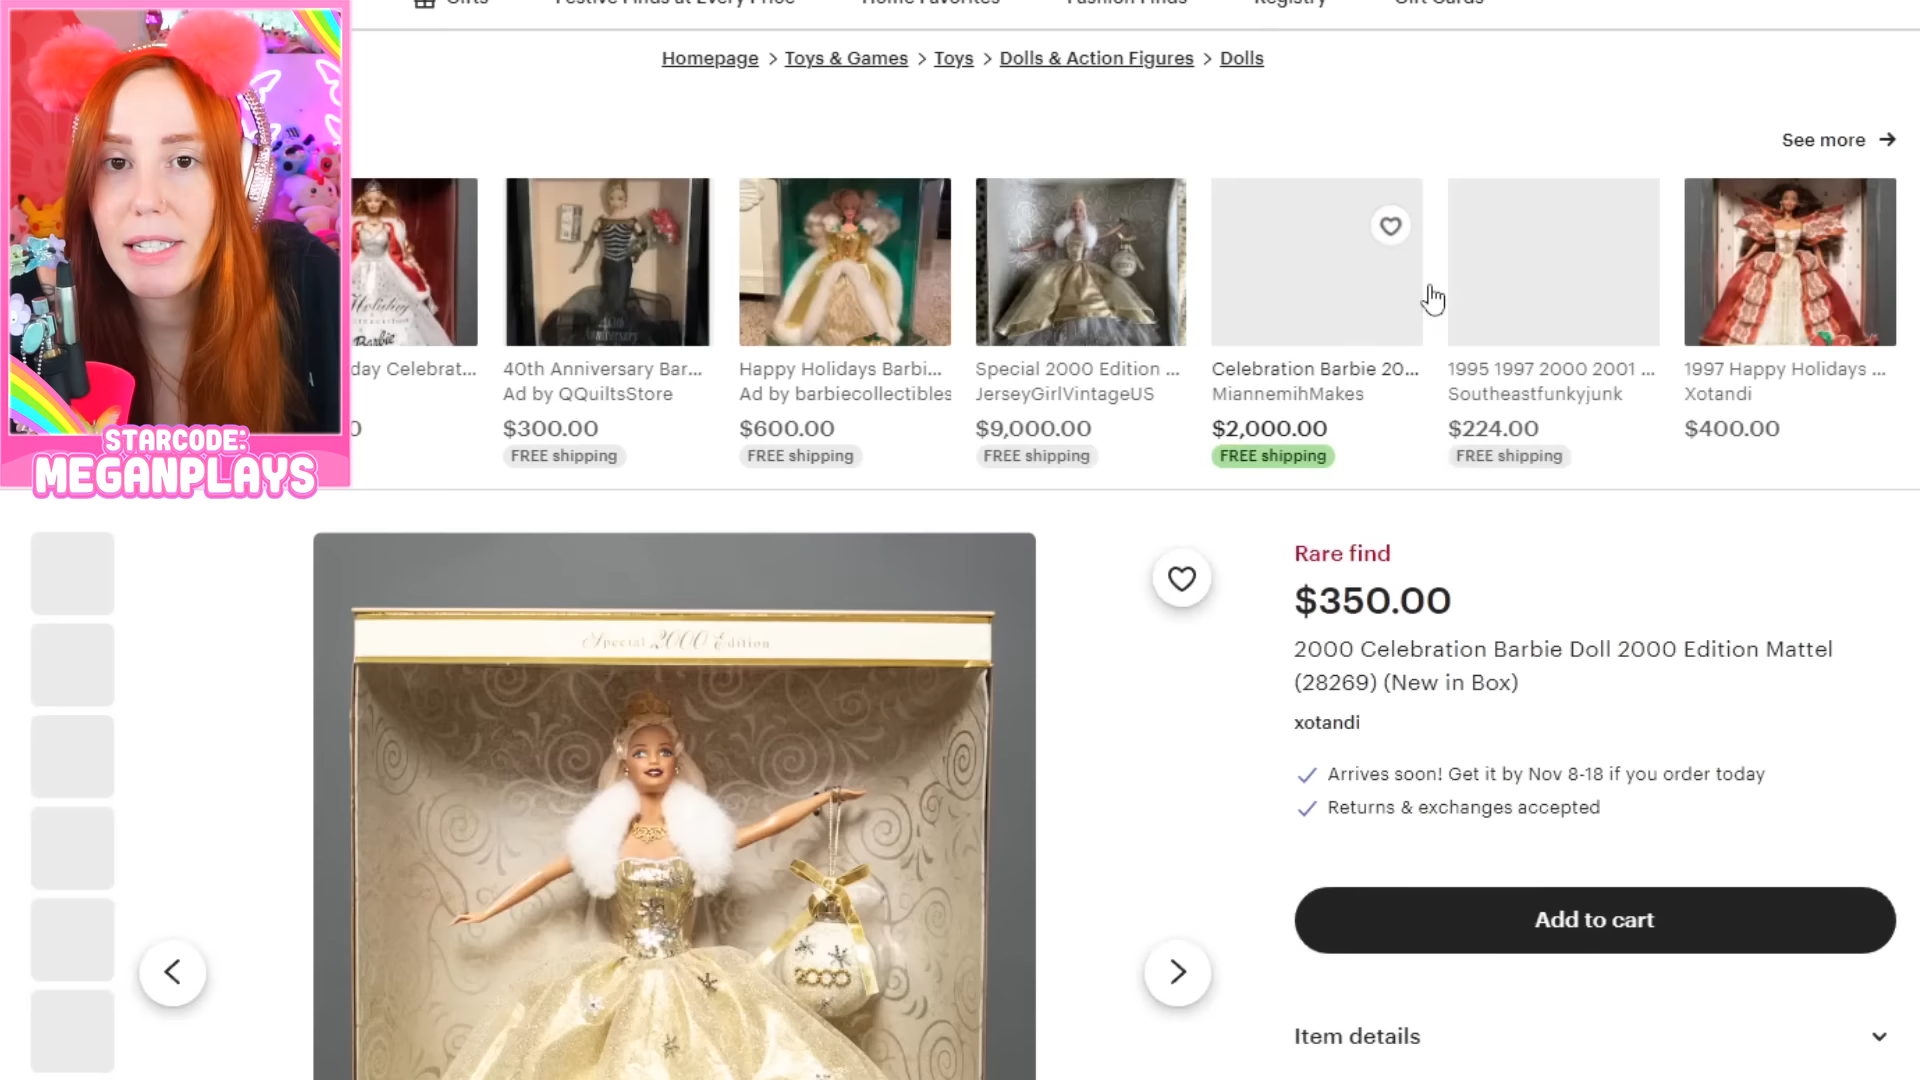 Homepage > Toys & Games > Toys > Dolls & Action Figures > Dolls
See more
day Celebrat...
0
40th Anniversary Bar...
Ad by QQuiltsStore
$300.00
FREE shipping
Happy Holidays Barbi...
Ad by barbiecollectibles
$600.00
FREE shipping
Special 2000 Edition ...
JerseyGirlVintageUS
$9,000.00
FREE shipping
Celebration Barbie 20...
MiannemihMakes
$2,000.00
FREE shipping
1995 1997 2000 2001 ...
Southeastfunkyjunk
$224.00
FREE shipping
1997 Happy Holidays ...
Xotandi
$400.00
Holiday
Barbie
STARCODE:
MEGANPLAYS
Special 2000 Edition
2000
Rare find
$350.00
2000 Celebration Barbie Doll 2000 Edition Mattel
(28269) (New in Box)
xotandi
Arrives soon! Get it by Nov 8-18 if you order today
Returns & exchanges accepted
Add to cart
Item details